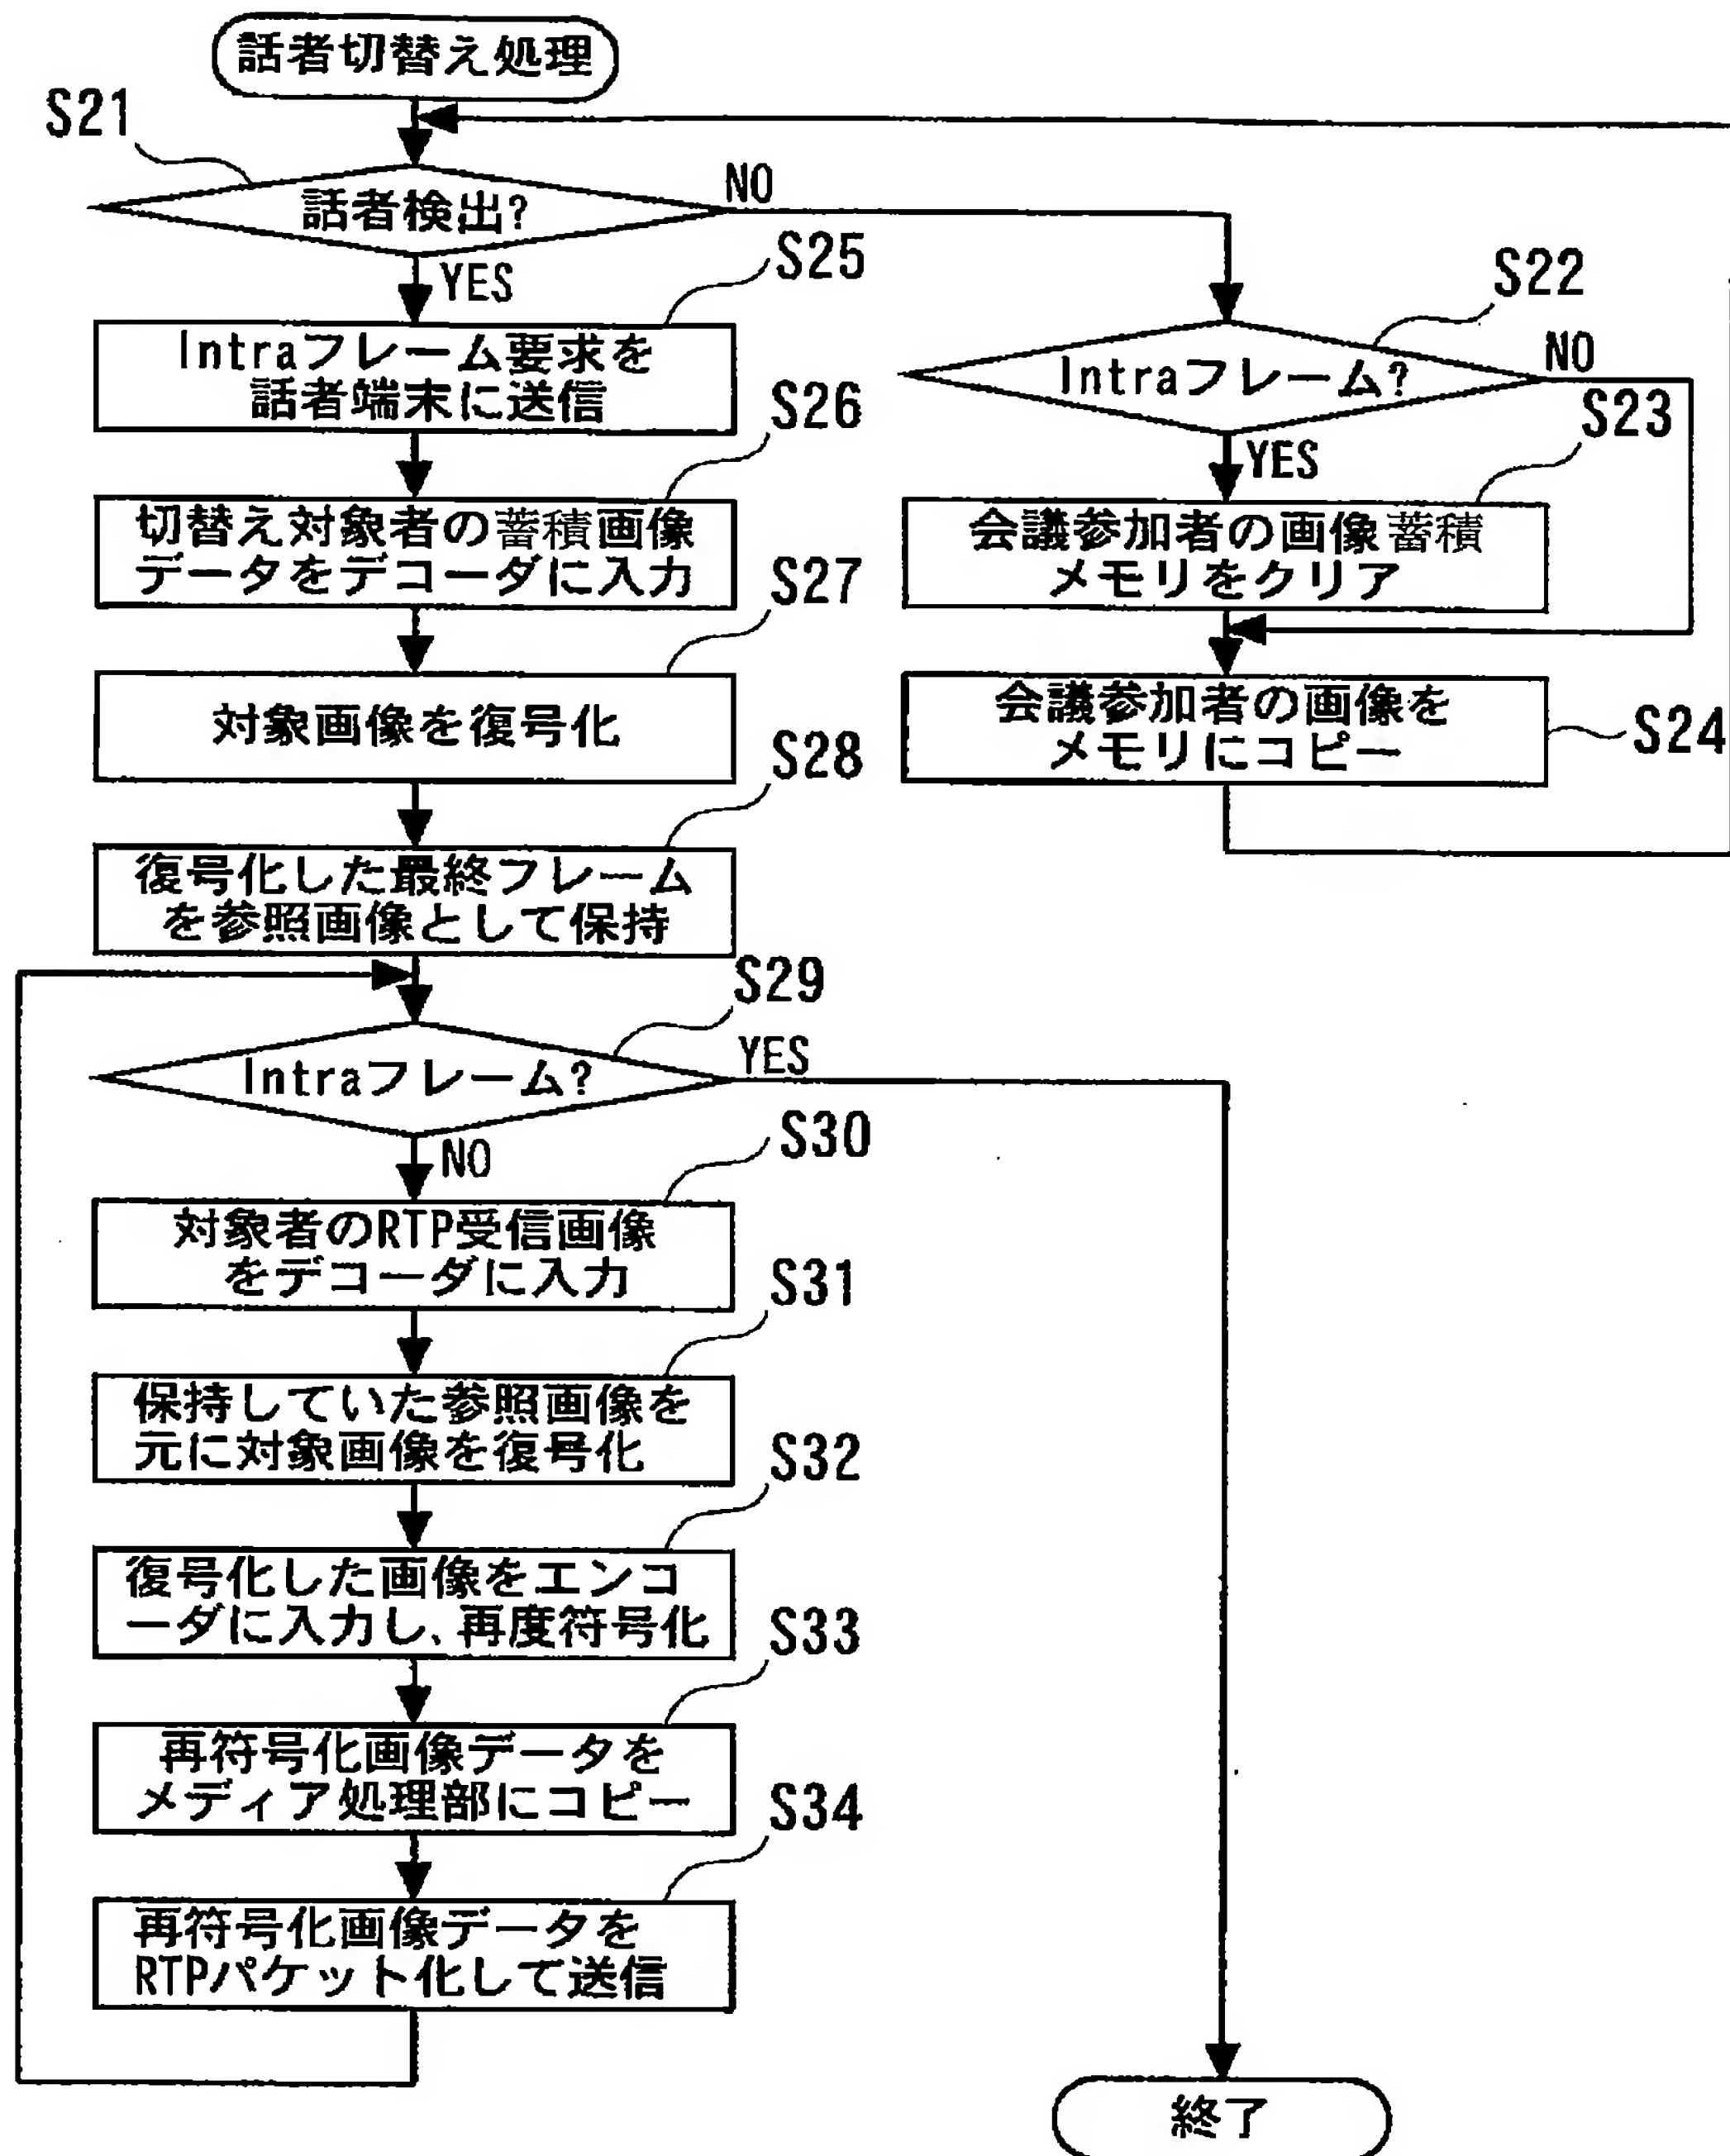 話者切替え処理
S21
話者検出?
NO
YES
S25
Intraフレーム要求を
話者端末に送信
S22
Intraフレーム?
NO
YES
S23
会議参加者の画像蓄積
メモリをクリア
S26
切替え対象者の蓄積画像
データをデコーダに入力
S24
会議参加者の画像を
メモリにコピー
S27
対象画像を復号化
S28
復号化した最終フレーム
を参照画像として保持
S29
Intraフレーム?
YES
NO
S30
対象者のRTP受信画像
をデコーダに入力
S31
保持していた参照画像を
元に対象画像を復号化
S32
復号化した画像をエンコ
ーダに入力し、再度符号化
S33
再符号化画像データを
メディア処理部にコピー
S34
再符号化画像データを
RTPパケット化して送信
終了